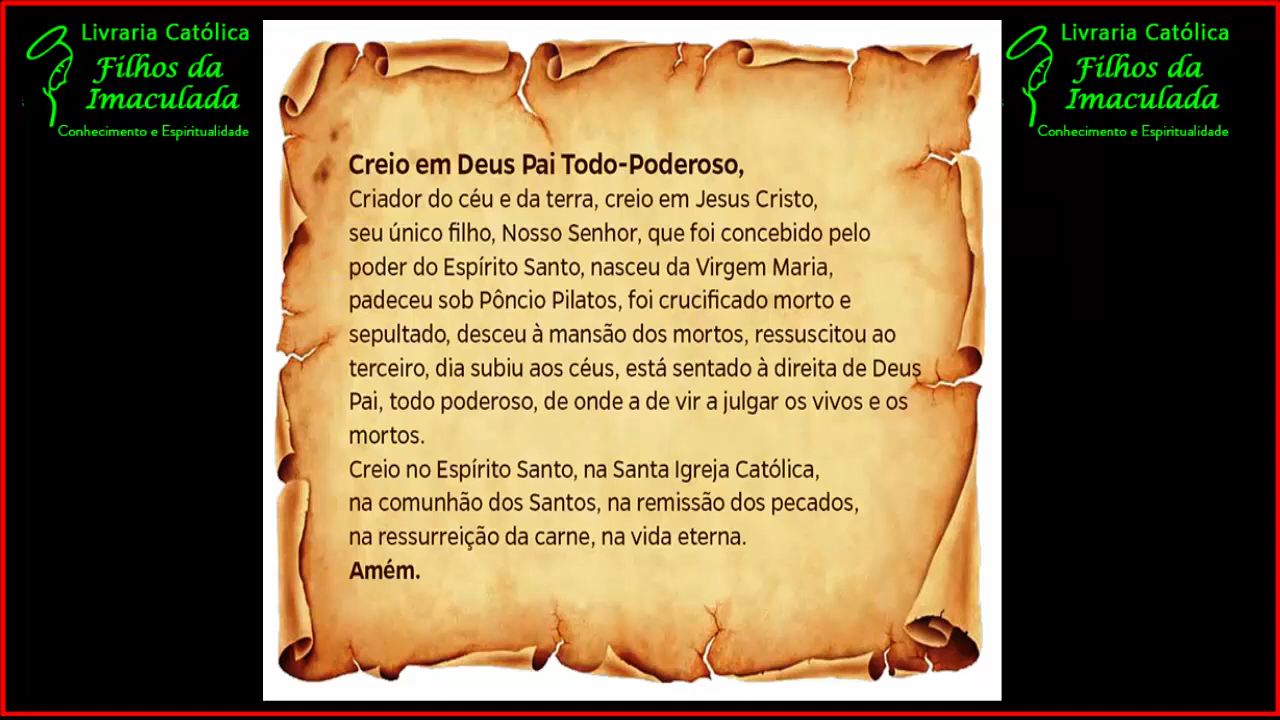 Livraria Católica
Filhos da
Imaculada
Conhecimento e Espiritualidade
Creio em Deus Pai Todo-Poderoso,
Criador do céu e da terra, creio em Jesus Cristo,
seu único filho, Nosso Senhor, que foi concebido pelo
poder do Espírito Santo, nasceu da Virgem Maria,
padeceu sob Pôncio Pilatos, foi crucificado morto e
sepultado, desceu à mansão dos mortos, ressuscitou ao
terceiro, dia subiu aos céus, está sentado à direita de Deus
Pai, todo poderoso, de onde a de vir a julgar os vivos e os
mortos.
Creio no Espírito Santo, na Santa Igreja Católica,
na comunhão dos Santos, na remissão dos pecados,
na ressurreição da carne, na vida eterna.
Amém.
Livraria Católica
Filhos da
Imaculada
Conhecimento e Espiritualidade